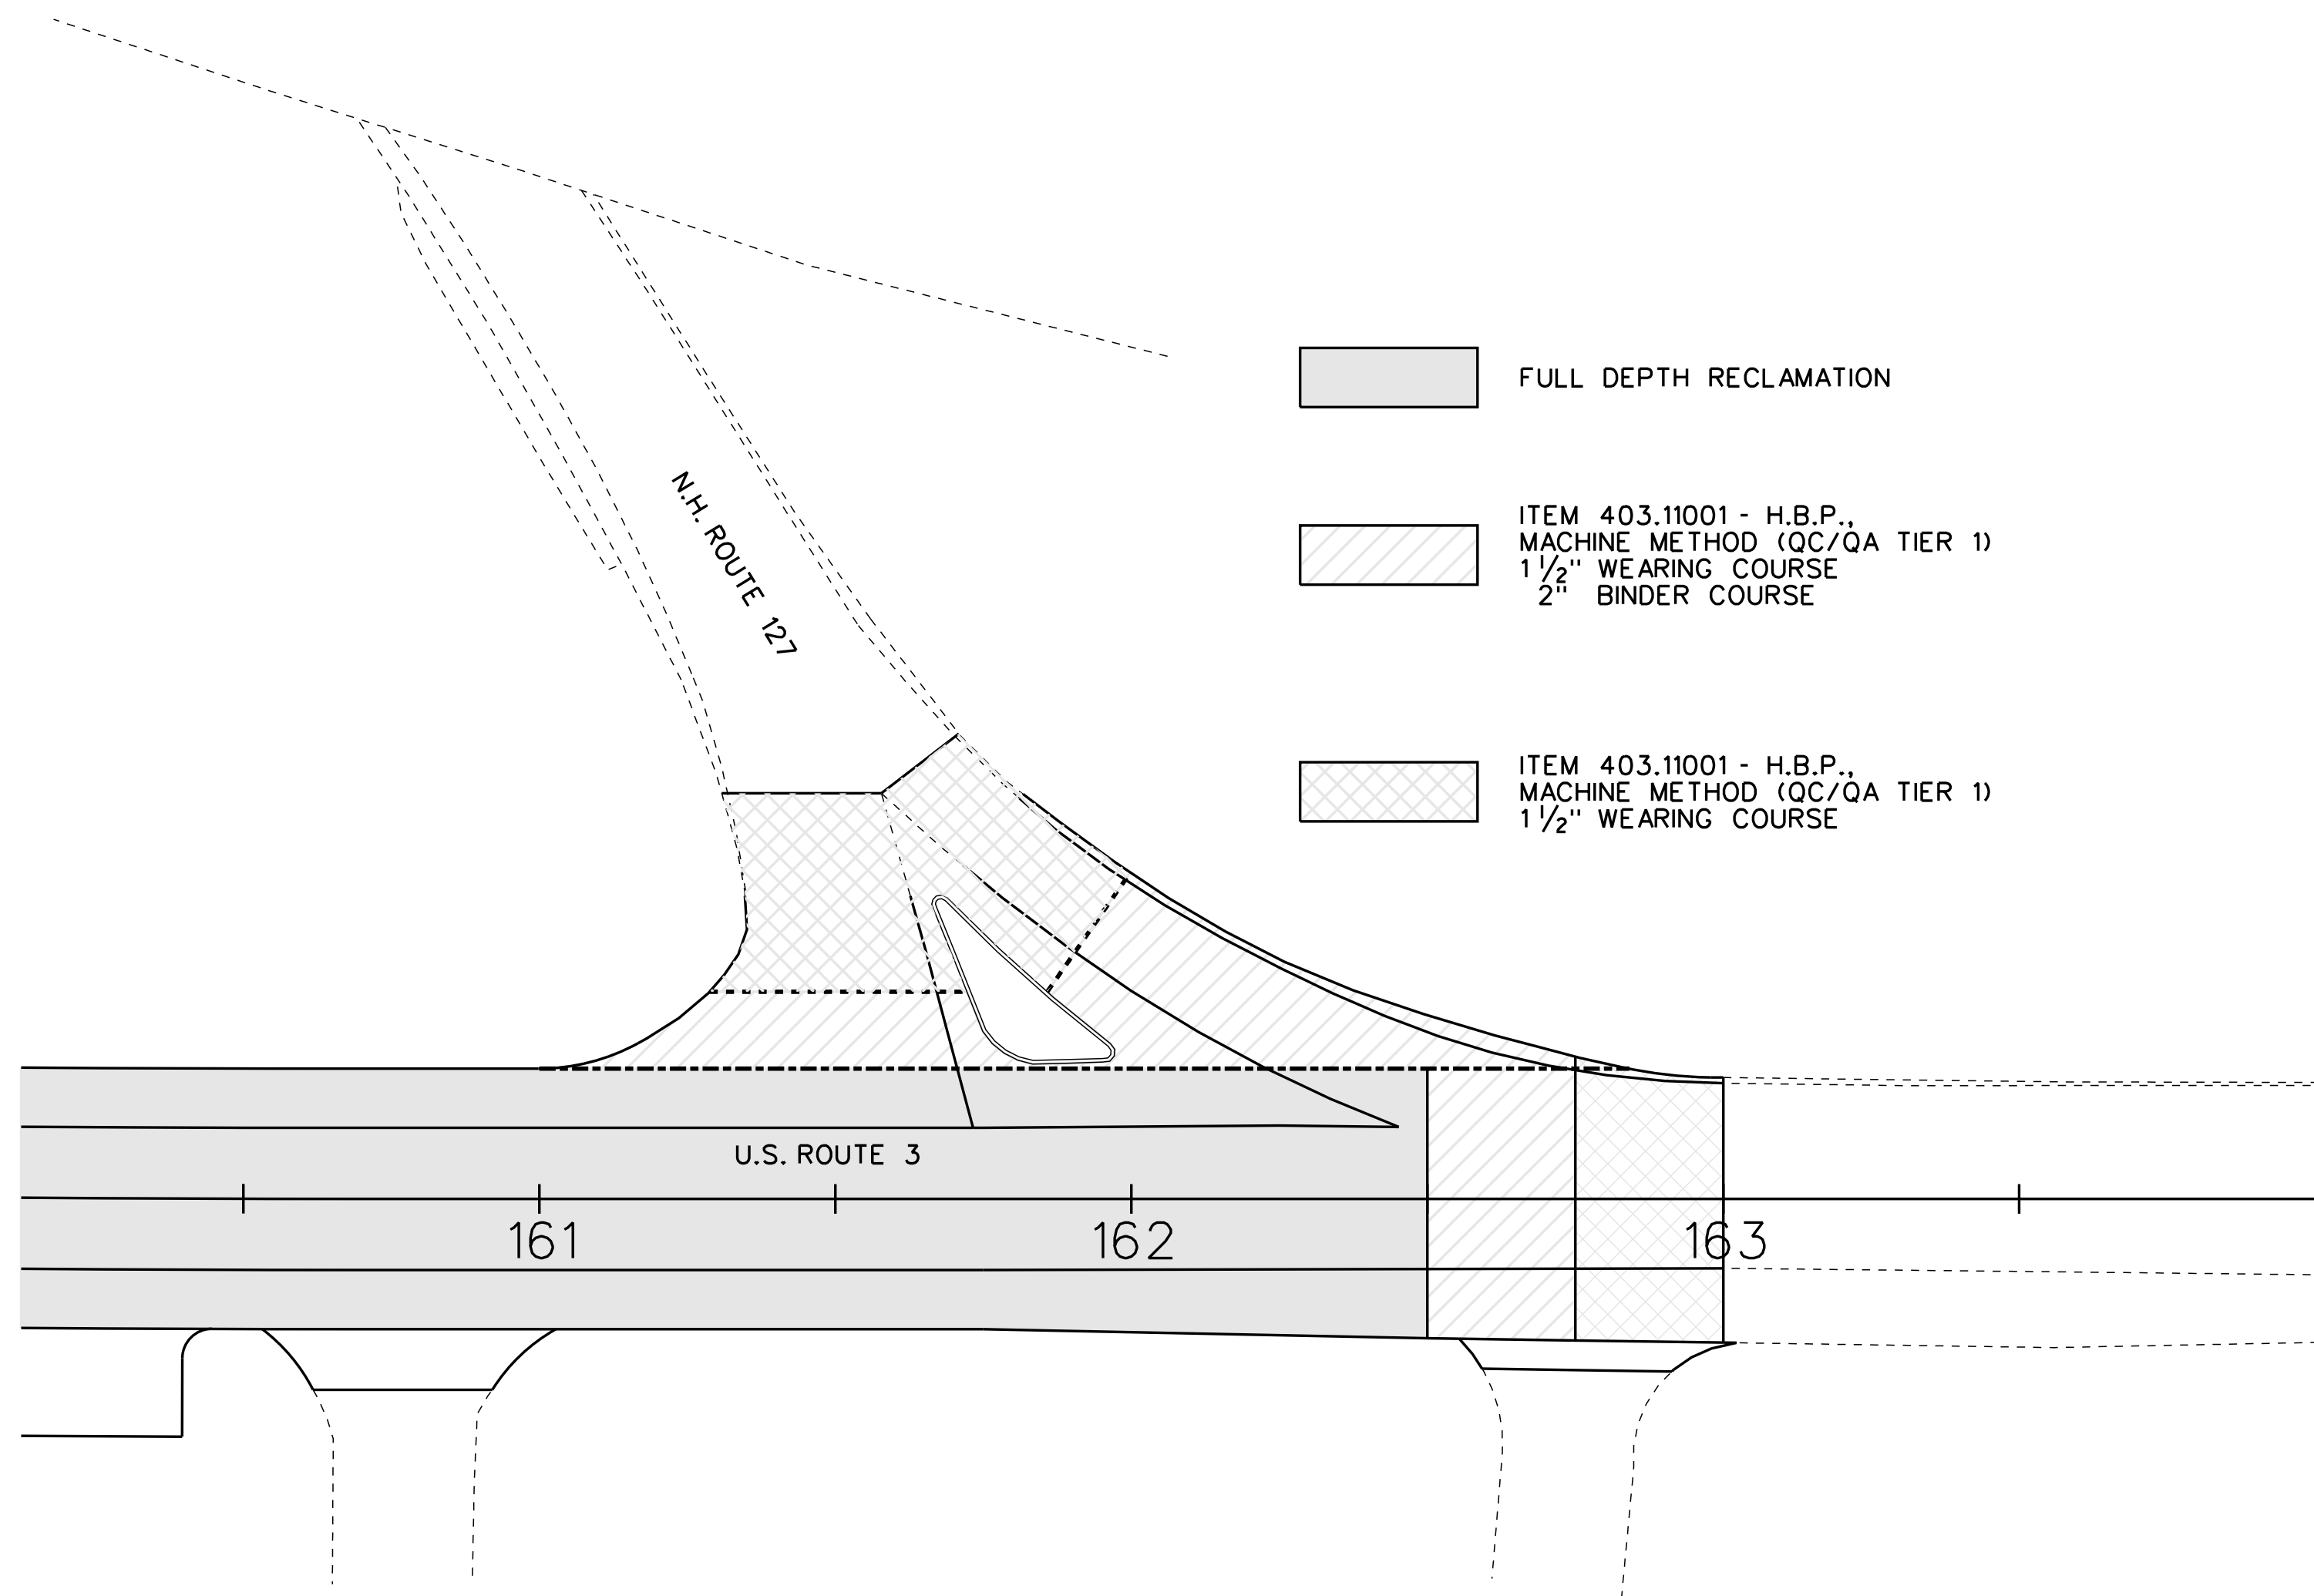 FULL DEPTH RECLAMATION
ITEM 403.11001 - H.B.P.,
MACHINE METHOD (QC/QA TIER 1)
1 1/2" WEARING COURSE
2" BINDER COURSE
N.H. ROUTE 127
ITEM 403.11001 - H.B.P.,
MACHINE METHOD (QC/QA TIER 1)
1 1/2" WEARING COURSE
U.S. ROUTE 3
161
162
163